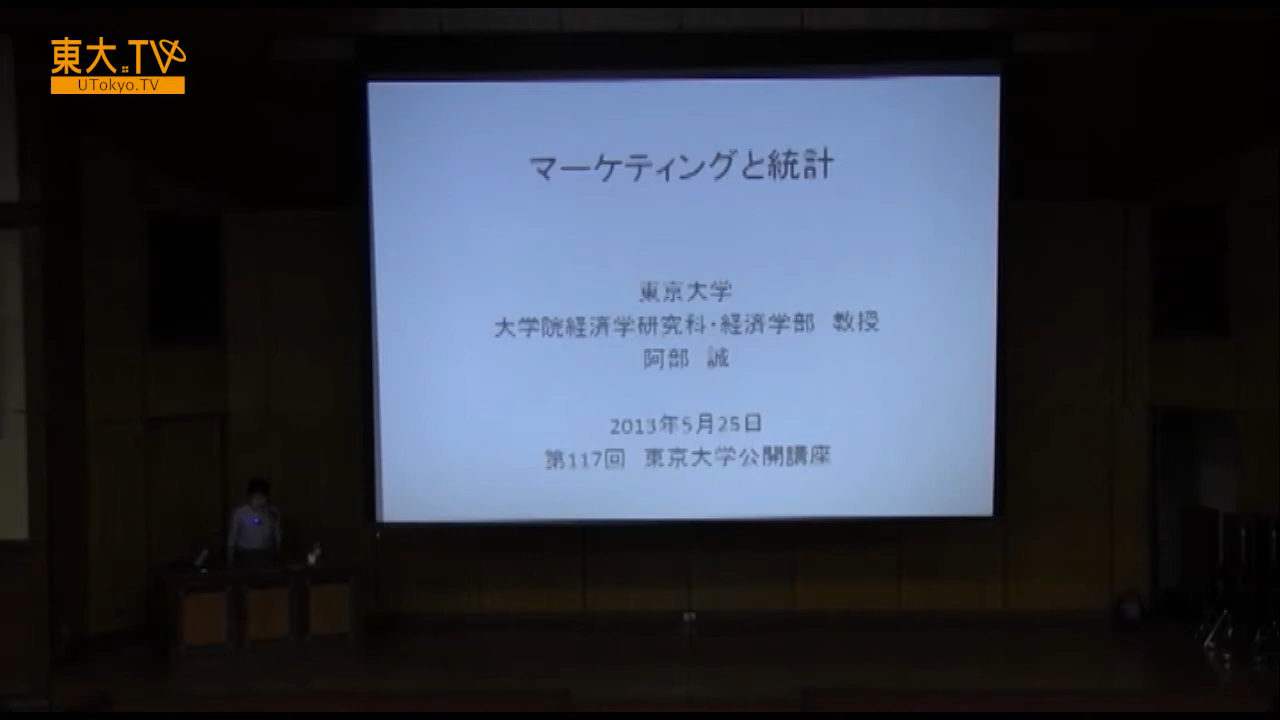 東大.TV
UTokyo.TV
マーケティングと統計
東京大学
大学院経済学研究科・経済学部　教授
阿部　誠
2013年5月25日
第117回　東京大学公開講座